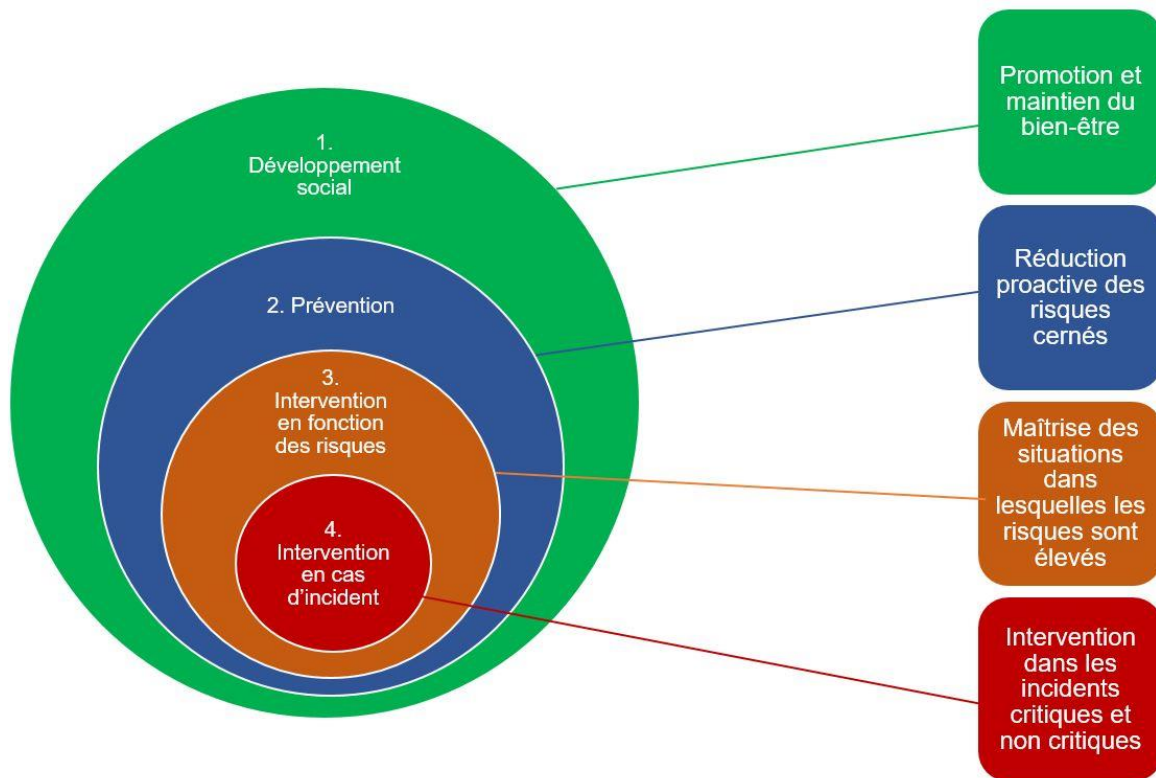 1.
Développement
social
2. Prévention
3.
Intervention
en fonction
des risques
4.
Intervention
en cas
d'incident
Promotion et
maintien du
bien-être
Réduction
proactive des
risques
cernés
Maîtrise des
situations
dans
lesquelles les
risques sont
élevés
Intervention
dans les
incidents
critiques et
non critiques